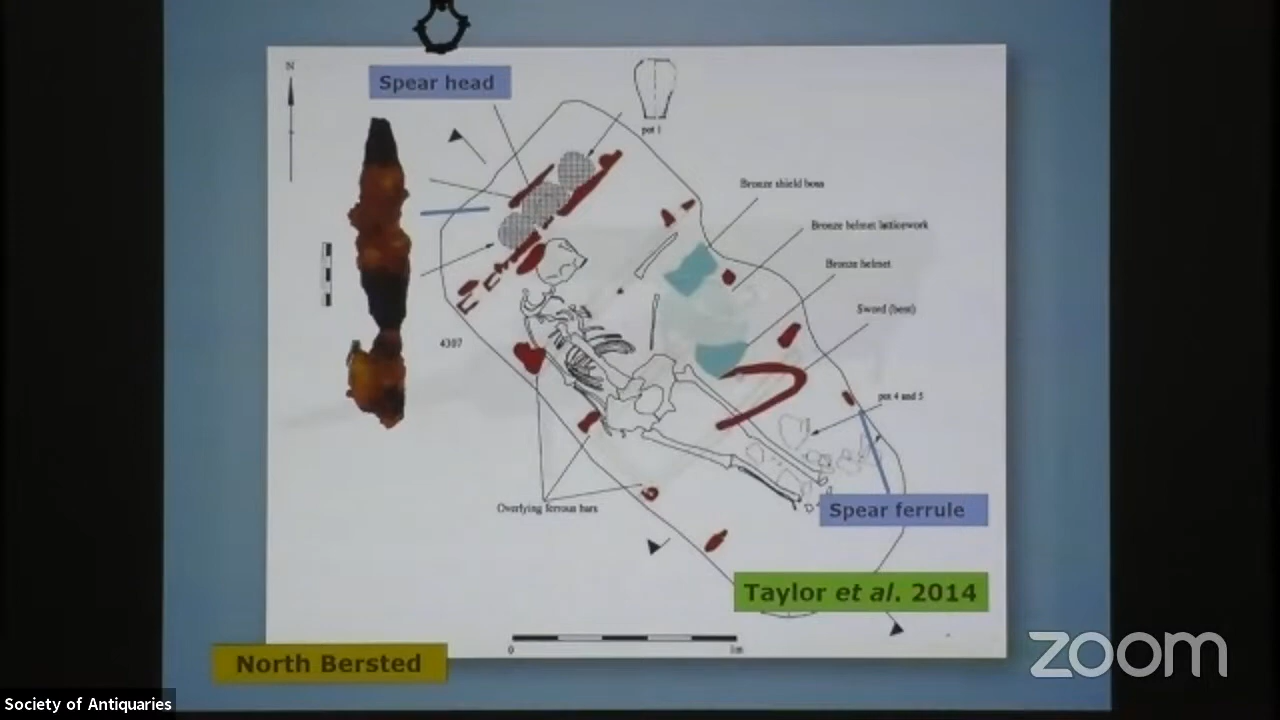 N
Spear head
pot 1
Bronze shield boss
Bronze helmet latticework
Bronze helmet
Sword (bent)
4307
pot 4 and 5
Overlying ferrous bars
Spear ferrule
Taylor et al. 2014
0
1m
North Bersted
zoom
Society of Antiquaries